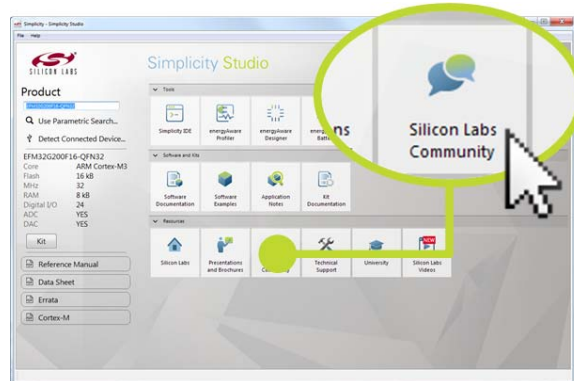 Simplicity - Simplicity Studio
File Help
SILICON LABS
Simplicity Studio
Product
EFM32G200F16-QFN32
Use Parametric Search...
Detect Connected Device...
EFM32G200F16-QFN32
Core ARM Cortex-M3
Flash 16 kB
MHz 32
RAM 8 kB
Digital I/O 24
ADC YES
DAC YES
Kit
Reference Manual
Data Sheet
Errata
Cortex-M
Tools
Simplicity IDE
energyAware
Profiler
energyAware
Designer
Software and Kits
Software
Documentation
Software
Examples
Application
Notes
Kit
Documentation
Resources
Silicon Labs
Presentations
and Brochures
Technical
Support
University
NEW
Silicon Labs
Videos
Silicon Labs
Community